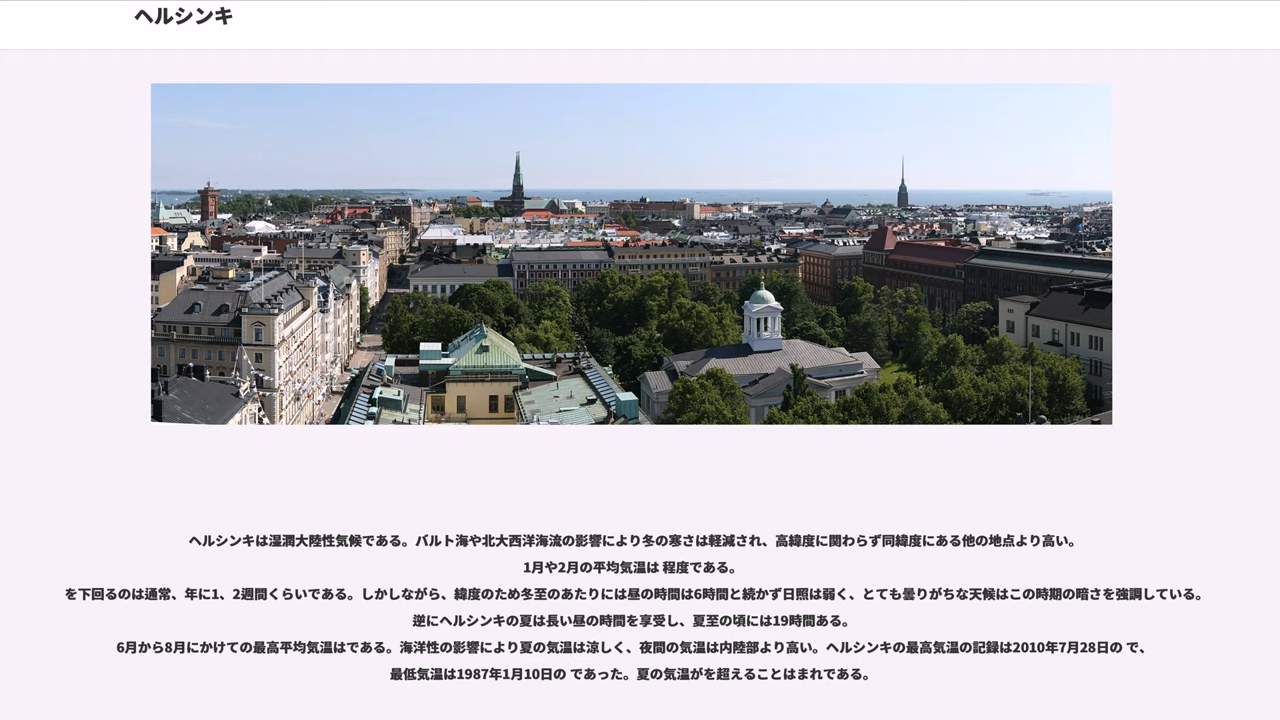 ヘルシンキ
ヘルシンキは湿潤大陸性気候である。バルト海や北大西洋海流の影響により冬の寒さは軽減され、高緯度に関わらず同緯度にある他の地点より高い。
1月や2月の平均気温は 程度である。
を下回るのは通常、年に1、2週間くらいである。しかしながら、緯度のため冬至のあたりには昼の時間は6時間と続かず日照は弱く、とても曇りがちな天候はこの時期の暗さを強調している。
逆にヘルシンキの夏は長い昼の時間を享受し、夏至の頃には19時間ある。
6月から8月にかけての最高平均気温はである。海洋性の影響により夏の気温は涼しく、夜間の気温は内陸部より高い。ヘルシンキの最高気温の記録は2010年7月28日の で、
最低気温は1987年1月10日の であった。夏の気温がを超えることはまれである。